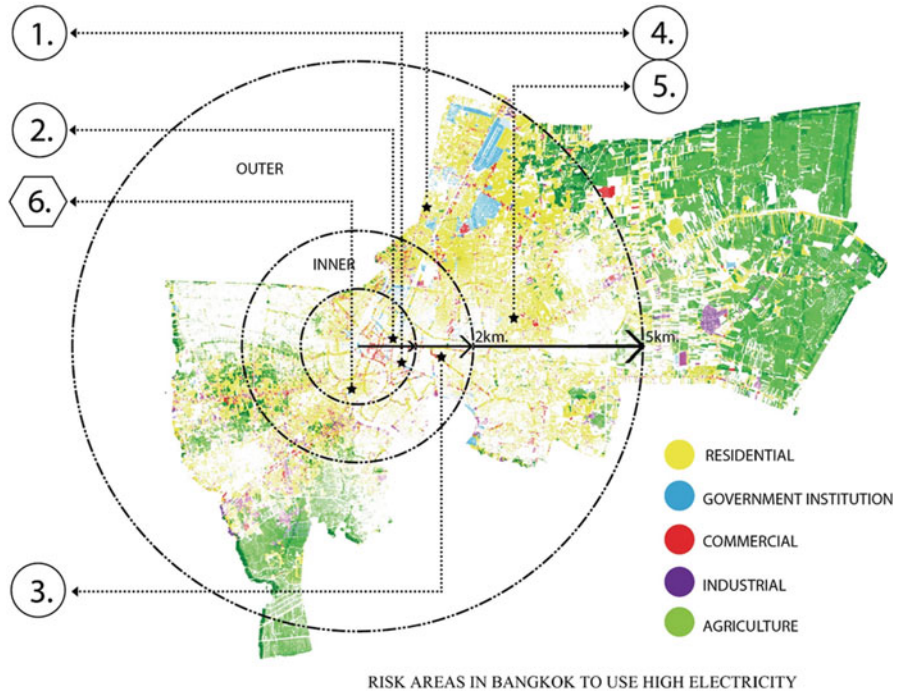 1.
4.
5.
2.
OUTER
6.
INNER
2km.
5km.
RESIDENTIAL
GOVERNMENT INSTITUTION
COMMERCIAL
INDUSTRIAL
3.
AGRICULTURE
RISK AREAS IN BANGKOK TO USE HIGH ELECTRICITY